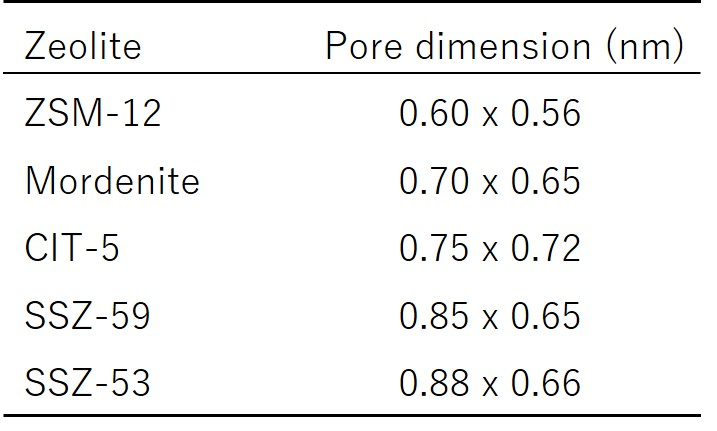 Zeolite Pore dimension (nm)
ZSM-12 0.60 x 0.56
Mordenite 0.70 x 0.65
CIT-5 0.75 x 0.72
SSZ-59 0.85 x 0.65
SSZ-53 0.88 x 0.66